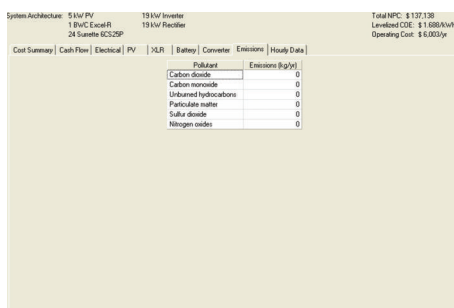 System Architecture: 5 kW PV 19 kW Inverter Total NPC: $ 137,138
1 BWC Excel-R 19 kW Rectifier Levelized COE: $ 1.688/kWh
24 Surrette 6CS25P Operating Cost: $ 6,003/yr
Cost Summary Cash Flow Electrical PV XLR Battery Converter Emissions Hourly Data
Pollutant Emissions (kg/yr)
Carbon dioxide 0
Carbon monoxide 0
Unburned hydrocarbons 0
Particulate matter 0
Sulfur dioxide 0
Nitrogen oxides 0